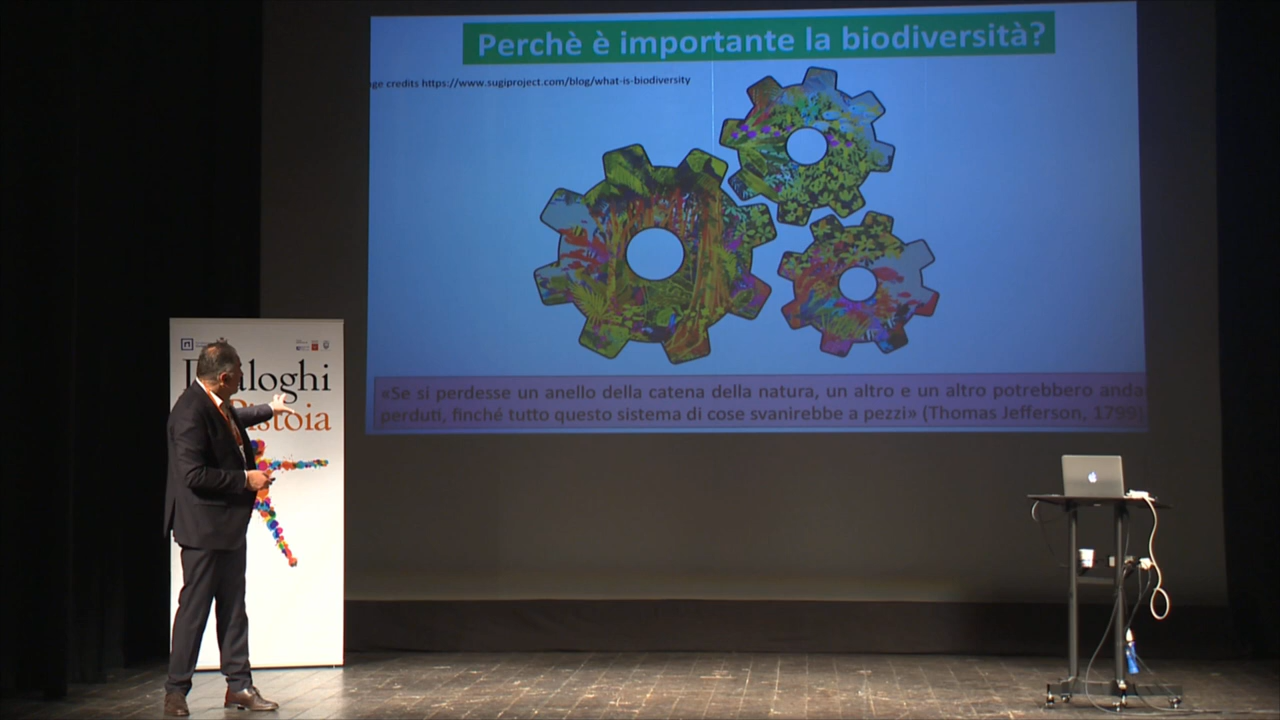 Perchè è importante la biodiversità?
ge credits https://www.sugiproject.com/blog/what-is-biodiversity
«Se si perdesse un anello della catena della natura, un altro e un altro potrebbero anda
perduti, finché tutto questo sistema di cose svanirebbe a pezzi» (Thomas Jefferson, 1799)
aloghi
stoia